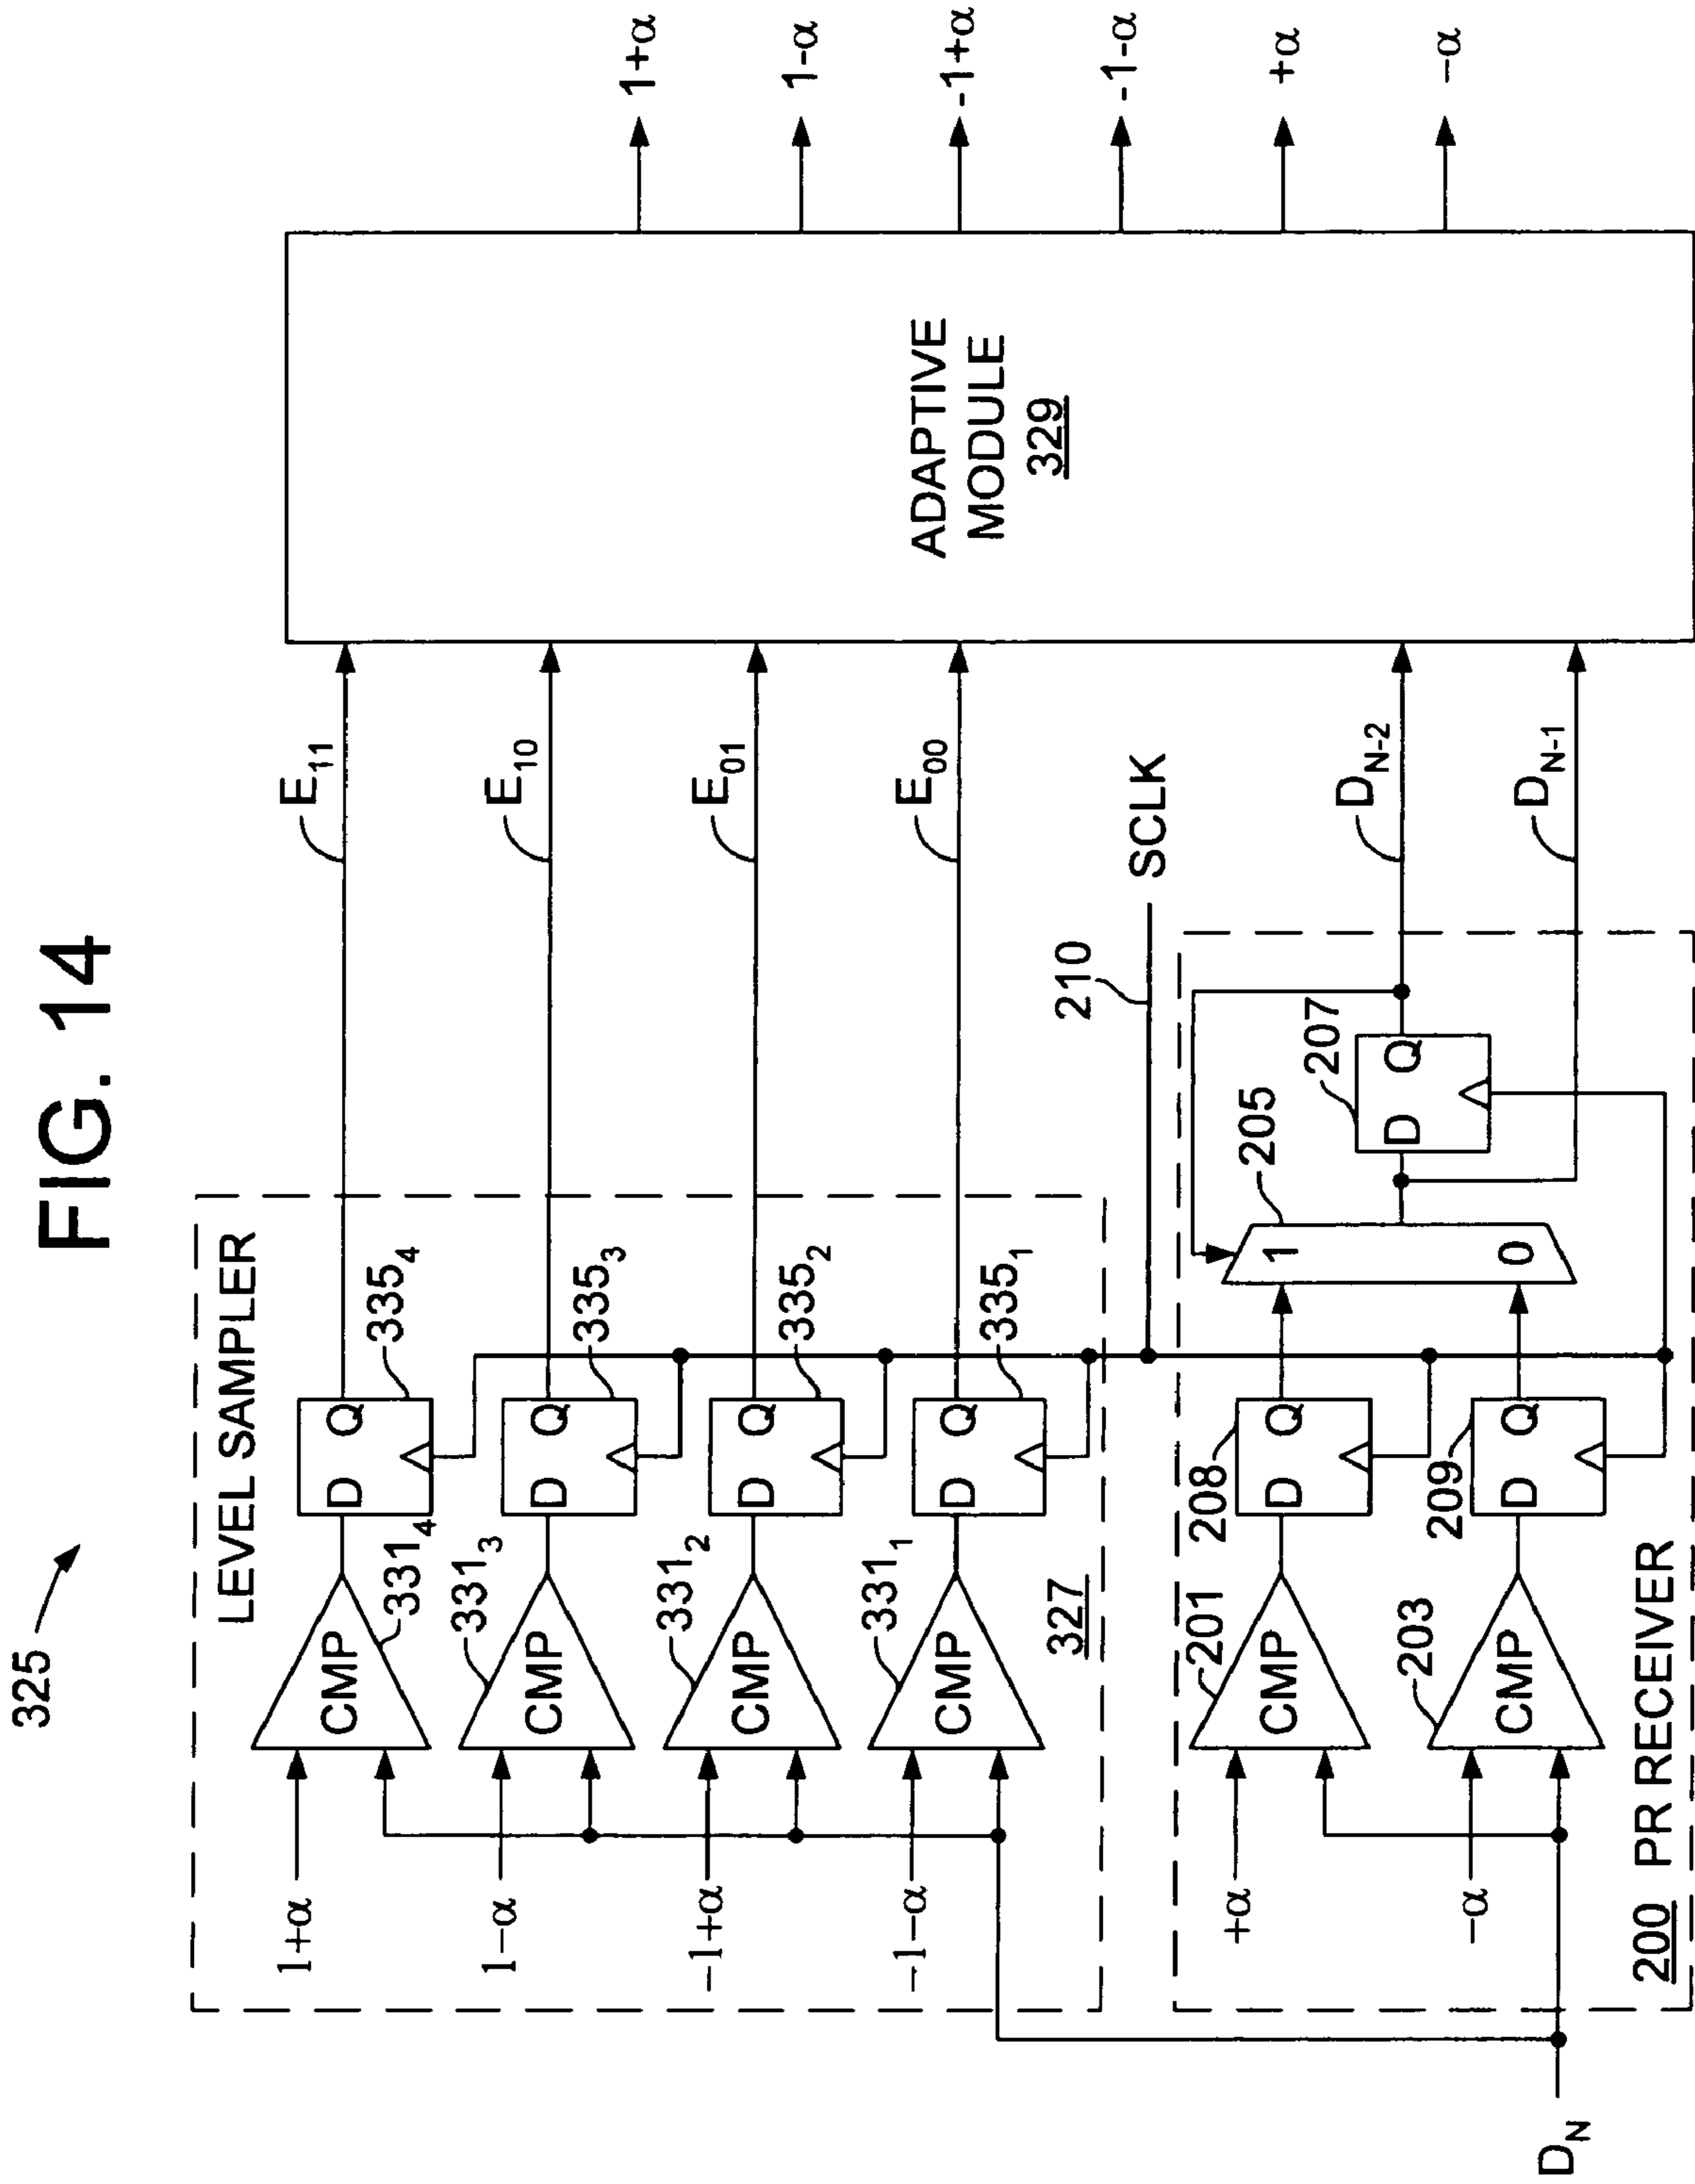 FIG. 14
325
LEVEL SAMPLER
1+α
CMP
331₄
D Q
335₄
E₁₁
1−α
CMP
331₃
D Q
335₃
E₁₀
−1+α
CMP
331₂
D Q
335₂
E₀₁
−1−α
CMP
331₁
D Q
335₁
E₀₀
327
210
SCLK
ADAPTIVE
MODULE
329
1+α
1-α
-1+α
-1-α
+α
−α
+α
201
CMP
208
D Q
1
205
0
D Q
207
D_N-2
−α
203
CMP
209
D Q
D_N-1
200 PR RECEIVER
D_N